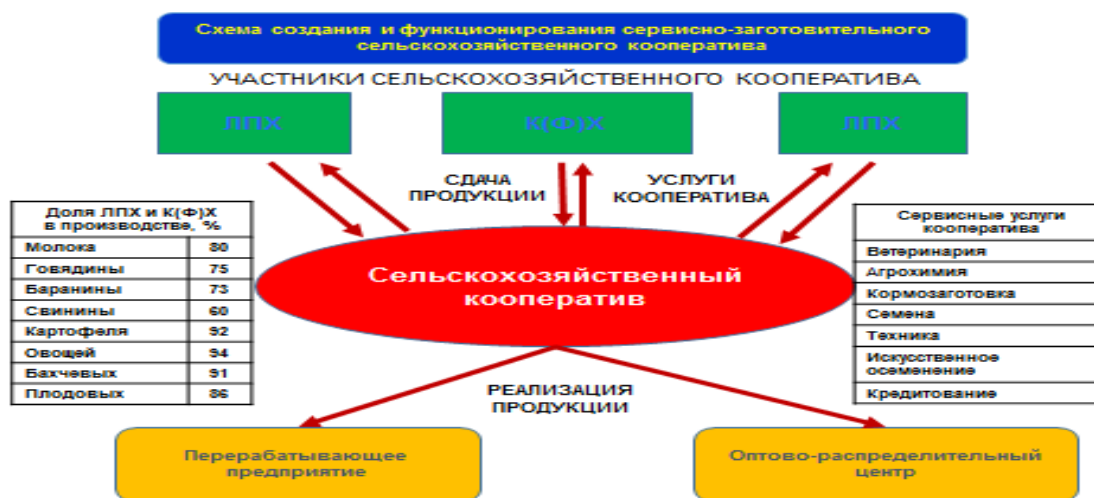 Схема создания и функционирования сервисно-заготовительного
сельскохозяйственного кооператива
УЧАСТНИКИ СЕЛЬСКОХОЗЯЙСТВЕННОГО КООПЕРАТИВА
ЛПХ
К(Ф)Х
ЛПХ
СДАЧА
ПРОДУКЦИИ
УСЛУГИ
КООПЕРАТИВА
Доля ЛПХ и К(Ф)Х
в производстве, %
Молока 80
Говядины 75
Баранины 73
Свинины 60
Картофеля 92
Овощей 94
Бахчевых 91
Плодовых 86
Сельскохозяйственный
кооператив
Сервисные услуги
кооператива
Ветеринария
Агрохимия
Кормозаготовка
Семена
Техника
Искусственное
осеменение
Кредитование
РЕАЛИЗАЦИЯ
ПРОДУКЦИИ
Перерабатывающее
предприятие
Оптово-распределительный
центр